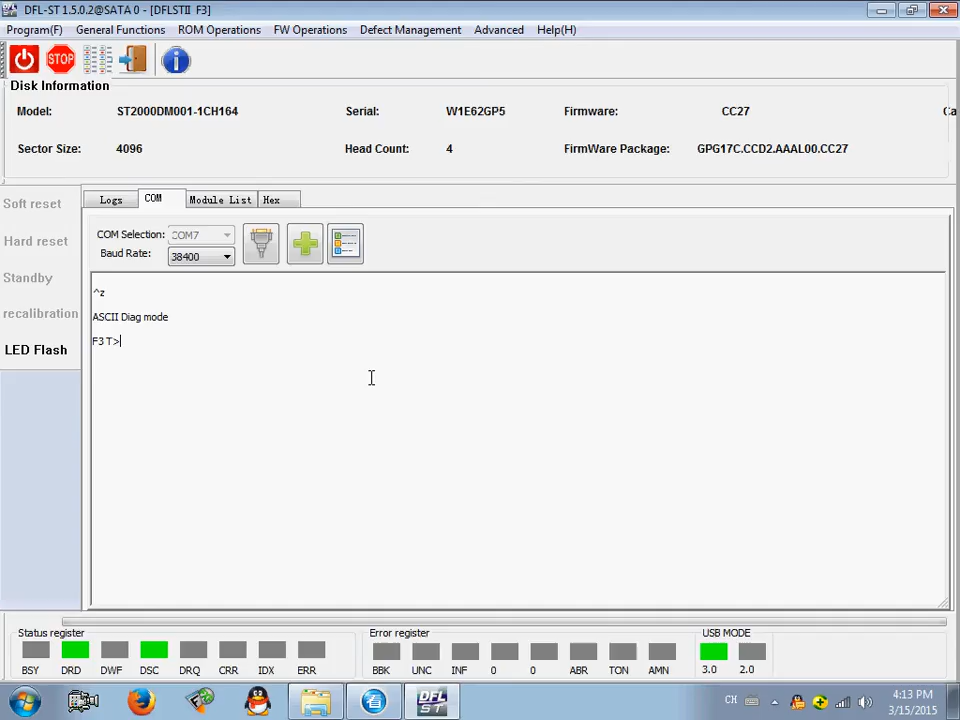 DFL-ST 1.5.0.2@SATA 0 - [DFLSTII F3]
Program(F) General Functions ROM Operations FW Operations Defect Management Advanced Help(H)
STOP
Disk Information
Model: ST2000DM001-1CH164 Serial: W1E62GP5 Firmware: CC27 Ca
Sector Size: 4096 Head Count: 4 FirmWare Package: GPG17C.CCD2.AAAL00.CC27
Soft reset
Hard reset
Standby
recalibration
LED Flash
Logs COM Module List Hex
COM Selection: COM7
Baud Rate: 38400
^z
ASCII Diag mode
F3 T>
Status register Error register USB MODE
BSY DRD DWF DSC DRQ CRR IDX ERR BBK UNC INF 0 0 ABR TON AMN 3.0 2.0
DFL
ST
CH
4:13 PM
3/15/2015